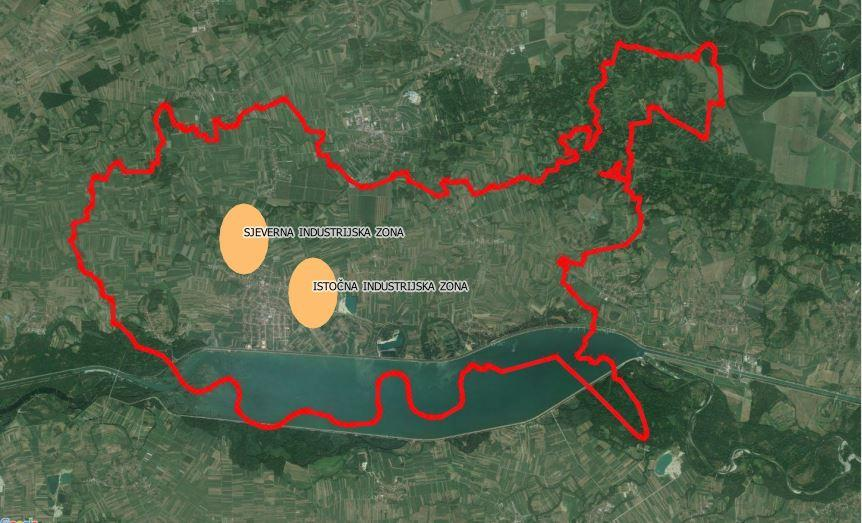 SJEVERNA INDUSTRIJSKA ZONA
ISTOČNA INDUSTRIJSKA ZONA